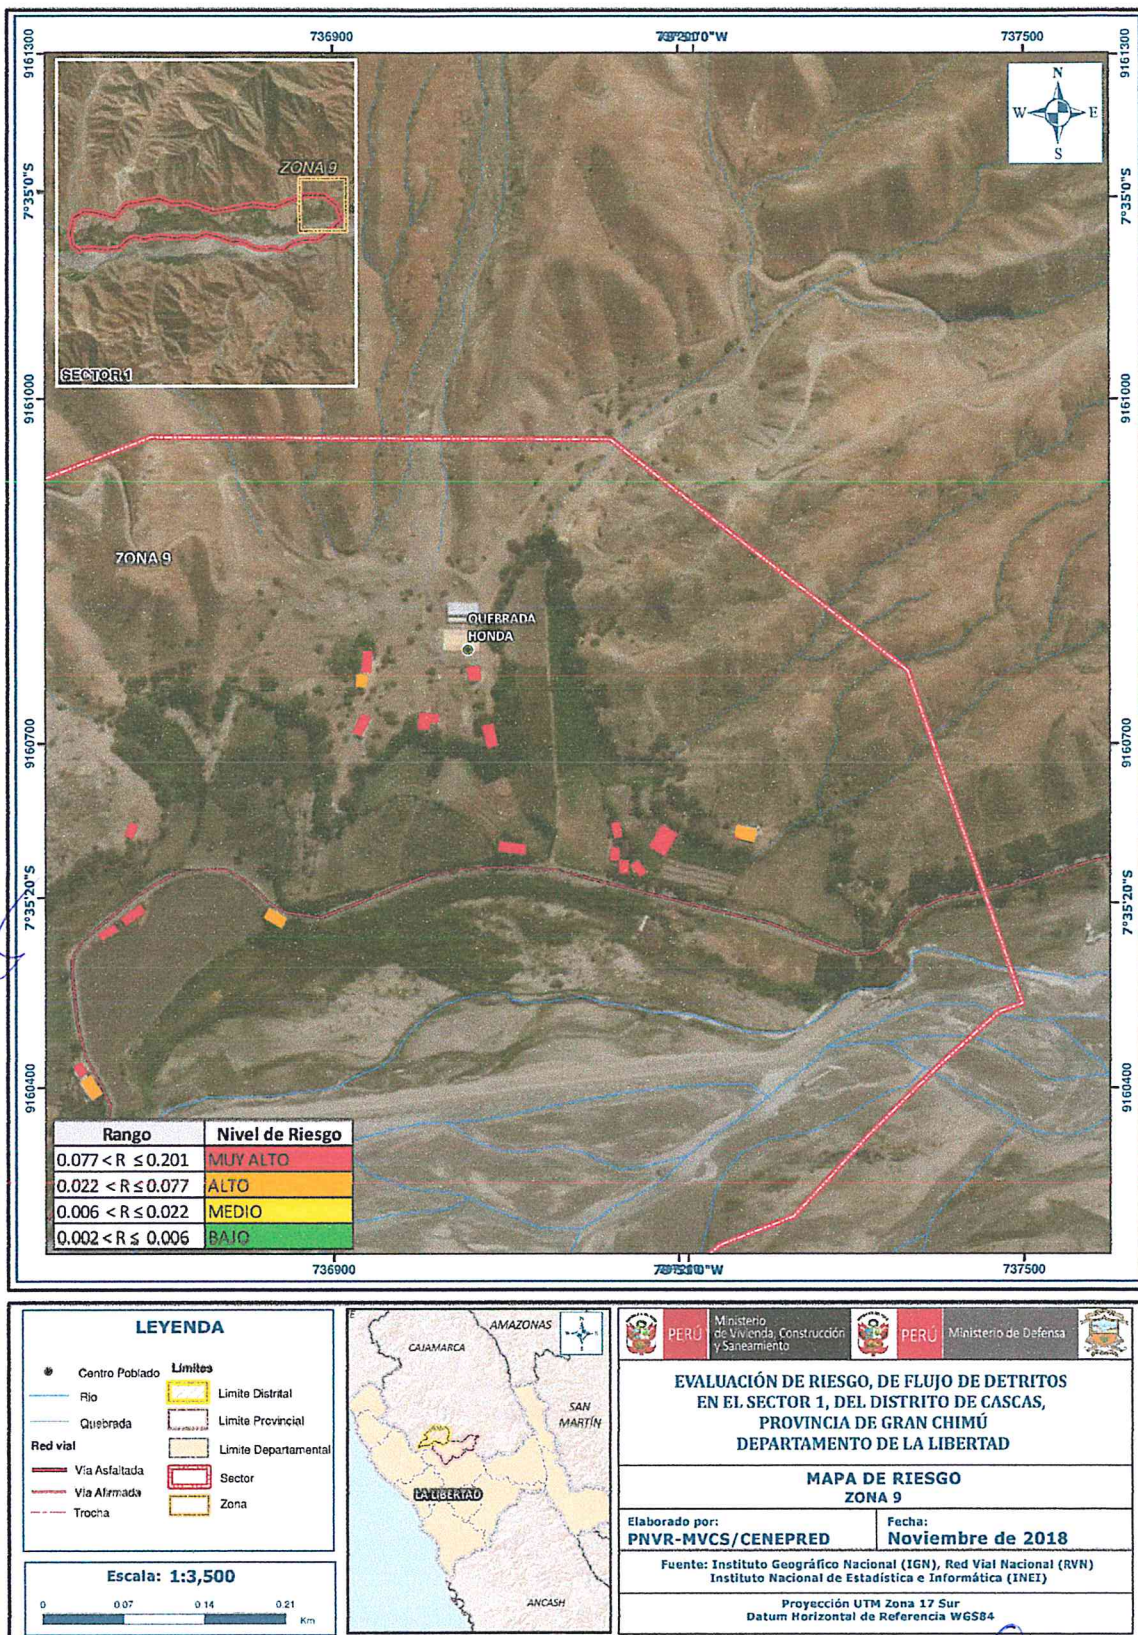 736900
737500
9161300
9161300
N
W
E
S
ZONA 9
SECTOR 1
7°35'0"S
7°35'0"S
9161000
9161000
ZONA 9
QUEBRADA
HONDA
9160700
9160700
7°35'20"S
7°35'20"S
9160400
9160400
Rango Nivel de Riesgo
0.077 < R ≤ 0.201 MUY ALTO
0.022 < R ≤ 0.077 ALTO
0.006 < R ≤ 0.022 MEDIO
0.002 < R ≤ 0.006 BAJO
736900
737500
LEYENDA
Centro Poblado
Rio
Quebrada
Red vial
Vía Asfaltada
Vía Afirmada
Trocha
Límites
Limite Distrital
Limite Provincial
Limite Departamental
Sector
Zona
Escala: 1:3,500
0 0.07 0.14 0.21
Km
AMAZONAS
CAJAMARCA
SAN
MARTÍN
LA LIBERTAD
ANCASH
PERÚ
Ministerio
de Vivienda, Construcción
y Saneamiento
PERÚ
Ministerio de Defensa
EVALUACIÓN DE RIESGO, DE FLUJO DE DETRITOS
EN EL SECTOR 1, DEL DISTRITO DE CASCAS,
PROVINCIA DE GRAN CHIMÚ
DEPARTAMENTO DE LA LIBERTAD
MAPA DE RIESGO
ZONA 9
Elaborado por:
PNVR-MVCS/CENEPRED
Fecha:
Noviembre de 2018
Fuente: Instituto Geográfico Nacional (IGN), Red Vial Nacional (RVN)
Instituto Nacional de Estadística e Informática (INEI)
Proyección UTM Zona 17 Sur
Datum Horizontal de Referencia WGS84